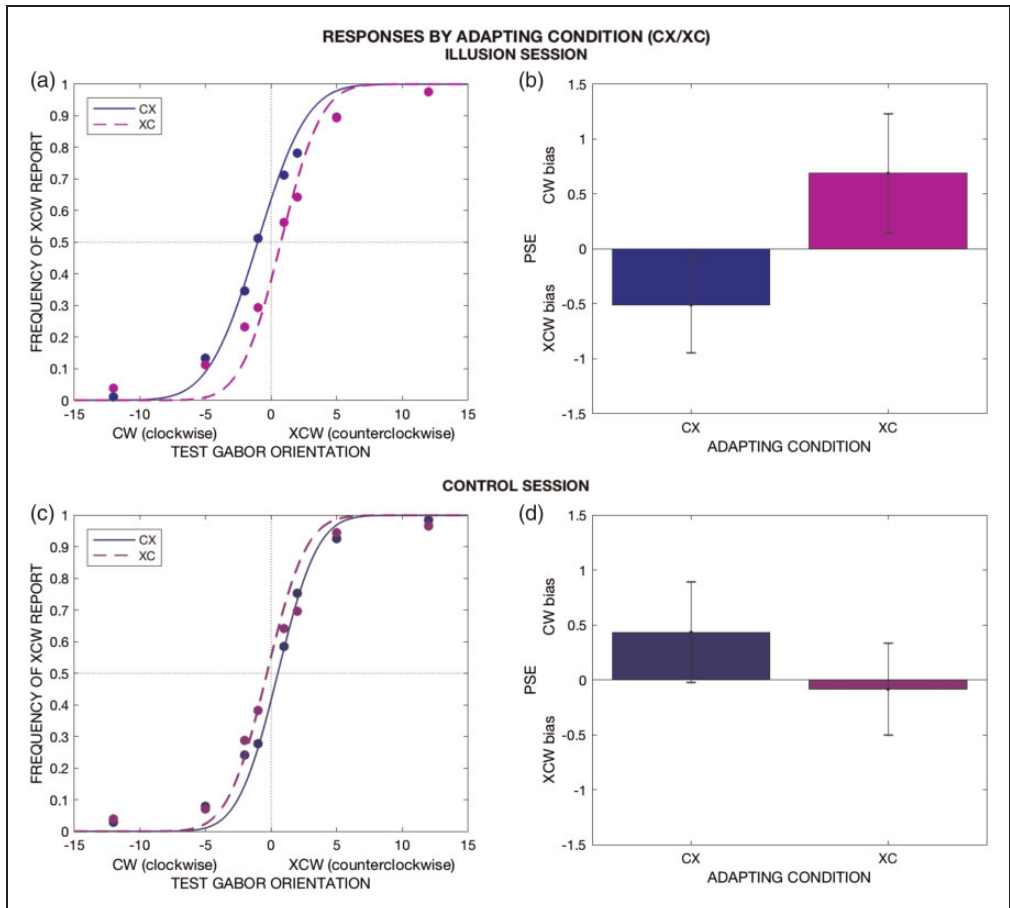 RESPONSES BY ADAPTING CONDITION (CX/XC)
ILLUSION SESSION
(a)
CX
XC
FREQUENCY OF XCW REPORT
1
0.9
0.8
0.7
0.6
0.5
0.4
0.3
0.2
0.1
0
-15 -10 -5 0 5 10 15
CW (clockwise) XCW (counterclockwise)
TEST GABOR ORIENTATION
(b)
PSE
CW bias
XCW bias
1.5
1
0.5
0
-0.5
-1
-1.5
CX XC
ADAPTING CONDITION
CONTROL SESSION
(c)
CX
XC
FREQUENCY OF XCW REPORT
1
0.9
0.8
0.7
0.6
0.5
0.4
0.3
0.2
0.1
0
-15 -10 -5 0 5 10 15
CW (clockwise) XCW (counterclockwise)
TEST GABOR ORIENTATION
(d)
PSE
CW bias
XCW bias
1.5
1
0.5
0
-0.5
-1
-1.5
CX XC
ADAPTING CONDITION